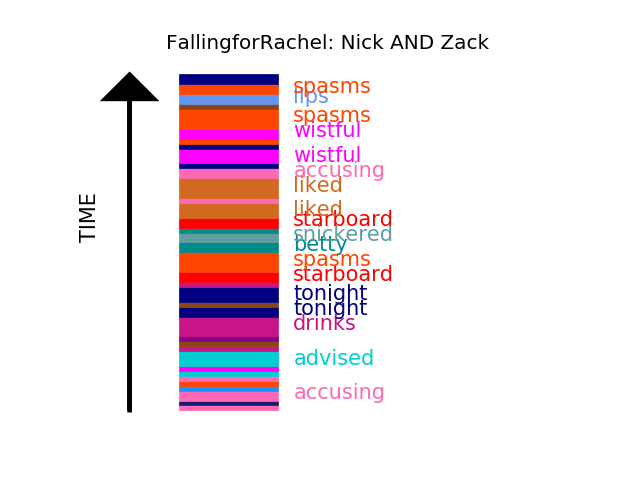 FallingforRachel: Nick AND Zack
spasms
lips
spasms
wistful
wistful
accusing
liked
liked
starboard
snickered
betty
spasms
starboard
tonight
tonight
drinks
advised
accusing
TIME